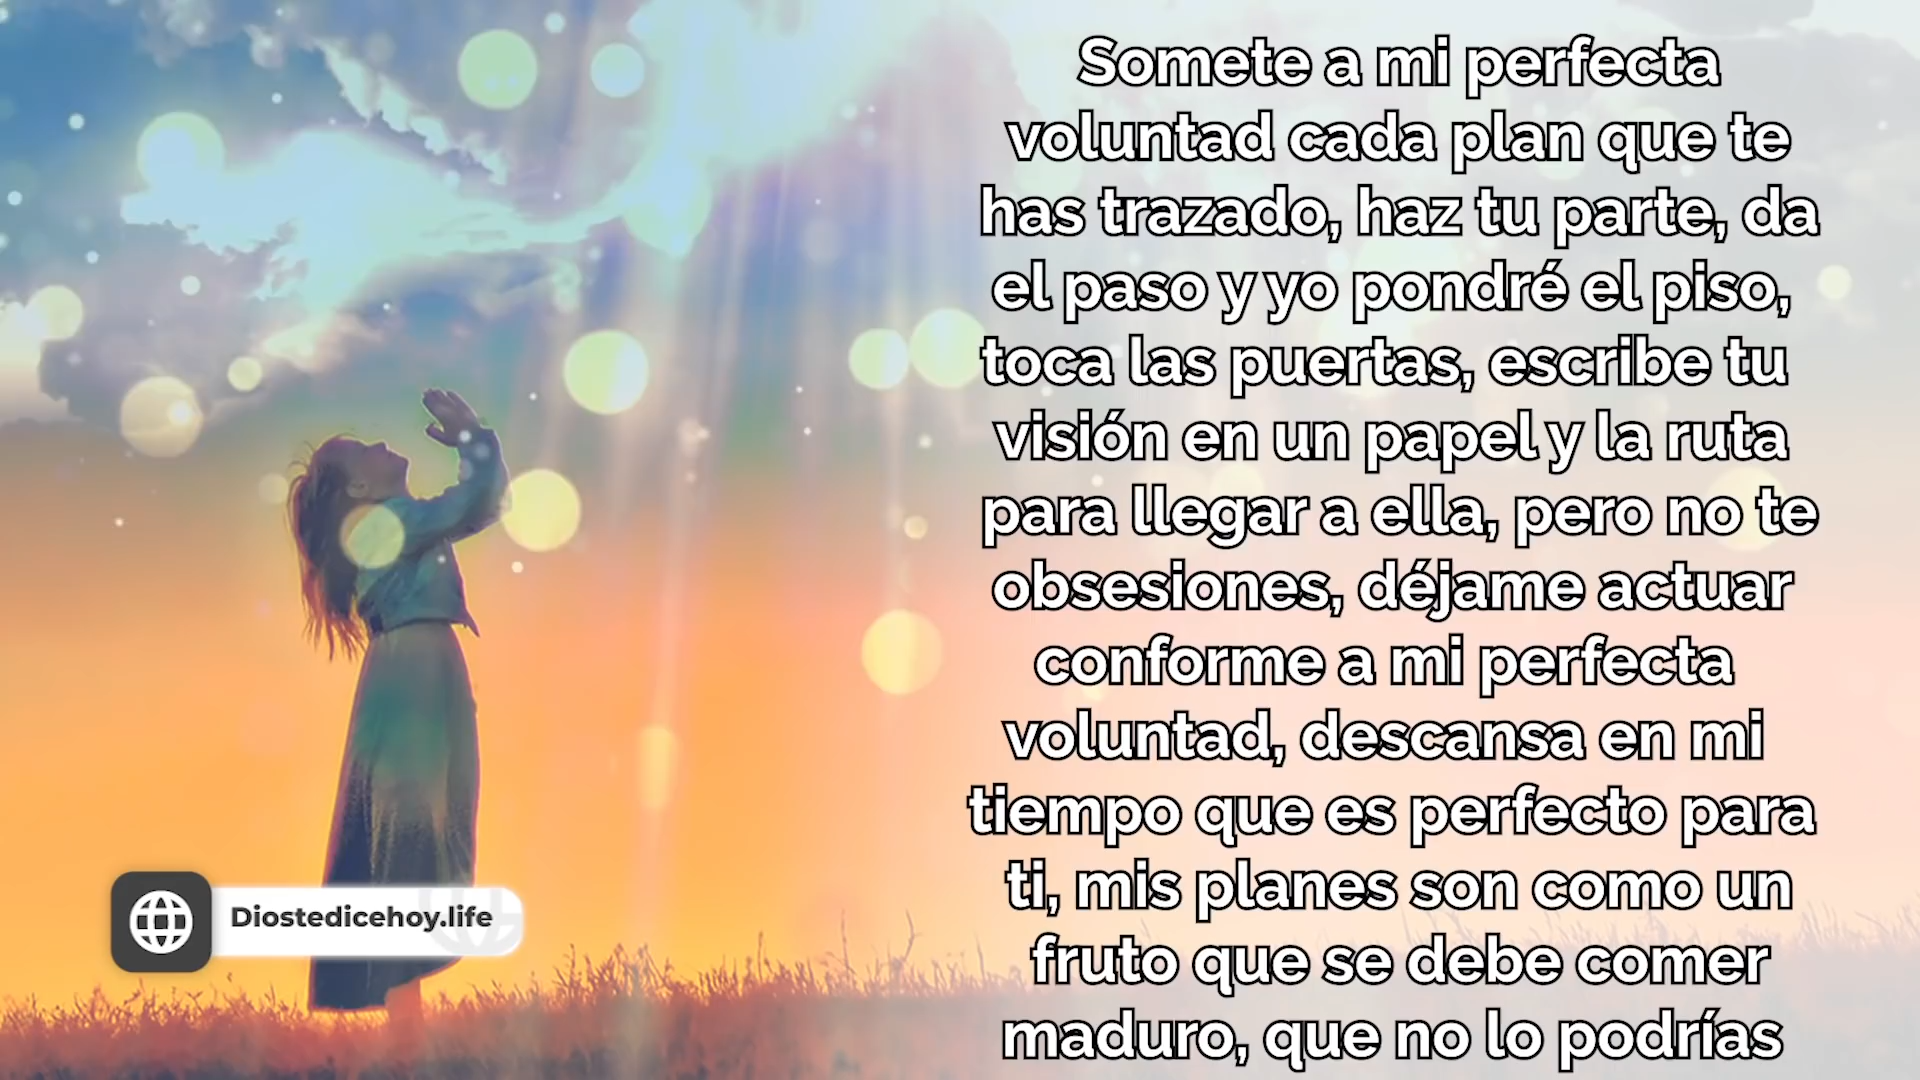 Somete a mi perfecta
voluntad cada plan que te
has trazado, haz tu parte, da
el paso y yo pondré el piso,
toca las puertas, escribe tu
visión en un papel y la ruta
para llegar a ella, pero no te
obsesiones, déjame actuar
conforme a mi perfecta
voluntad, descansa en mi
tiempo que es perfecto para
ti, mis planes son como un
fruto que se debe comer
maduro, que no lo podrías
Diostedicehoy.life